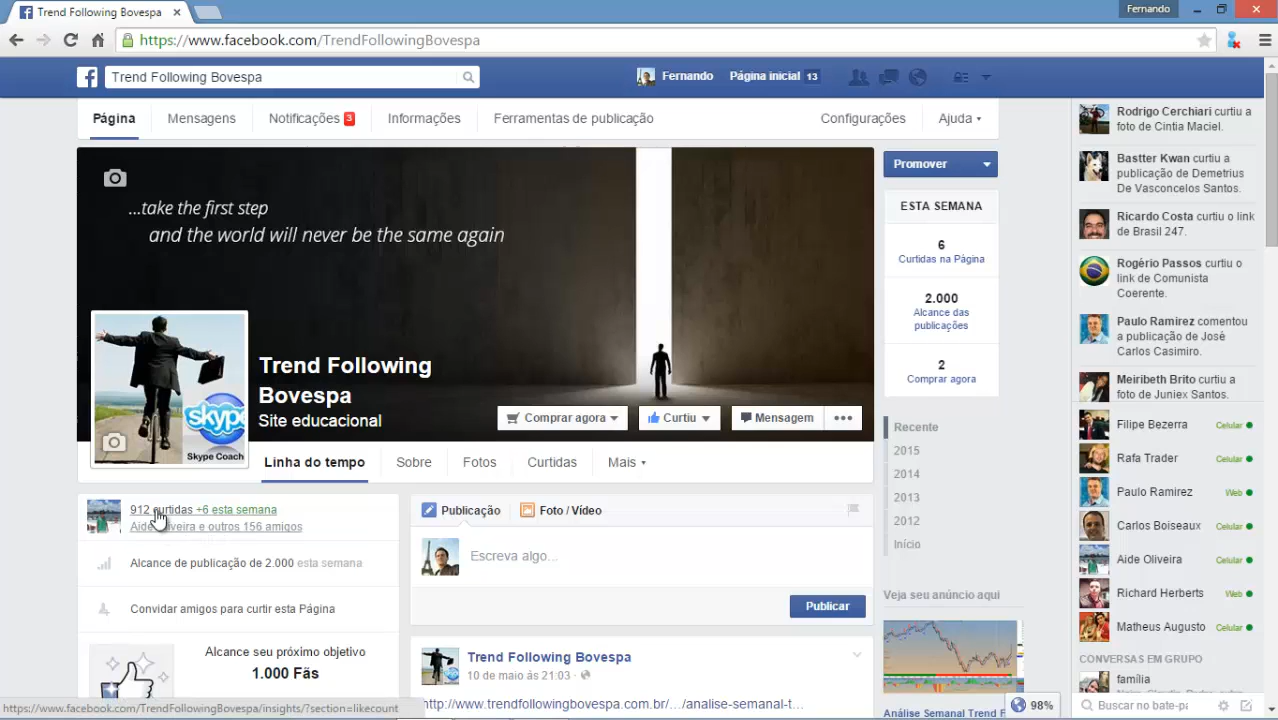 Trend Following Bovespa
Fernando
https://www.facebook.com/TrendFollowingBovespa
Trend Following Bovespa
Fernando
Página inicial 13
Página
Mensagens
Notificações 3
Informações
Ferramentas de publicação
Configurações
Ajuda
...take the first step
and the world will never be the same again
Skype Coach
Trend Following
Bovespa
Site educacional
Comprar agora
Curtiu
Mensagem
Linha do tempo
Sobre
Fotos
Curtidas
Mais
Promover
ESTA SEMANA
6
Curtidas na Página
2.000
Alcance das
publicações
2
Comprar agora
Recente
2015
2014
2013
2012
Início
Veja seu anúncio aqui
Análise Semanal Trend F
912 curtidas +6 esta semana
e outros 156 amigos
Alcance de publicação de 2.000 esta semana
Convidar amigos para curtir esta Página
Alcance seu próximo objetivo
1.000 Fãs
Publicação
Foto / Vídeo
Escreva algo...
Publicar
Trend Following Bovespa
10 de maio às 21:03
http://www.trendfollowingbovespa.com.br/.../analise-semanal-t...
Rodrigo Cerchiari curtiu a
foto de Cintia Maciel.
Bastter Kwan curtiu a
publicação de Demetrius
De Vasconcelos Santos.
Ricardo Costa curtiu o link
de Brasil 247.
Rogério Passos curtiu o
link de Comunista
Coerente.
Paulo Ramirez comentou
a publicação de José
Carlos Casimiro.
Meiribeth Brito curtiu a
foto de Juniex Santos.
Filipe Bezerra Celular
Rafa Trader Celular
Paulo Ramirez Web
Carlos Boiseaux Celular
Aide Oliveira Celular
Richard Herberts Web
Matheus Augusto Celular
CONVERSAS EM GRUPO
família
Buscar no bate-pa
98%
https://www.facebook.com/TrendFollowingBovespa/insights/?section=likecount